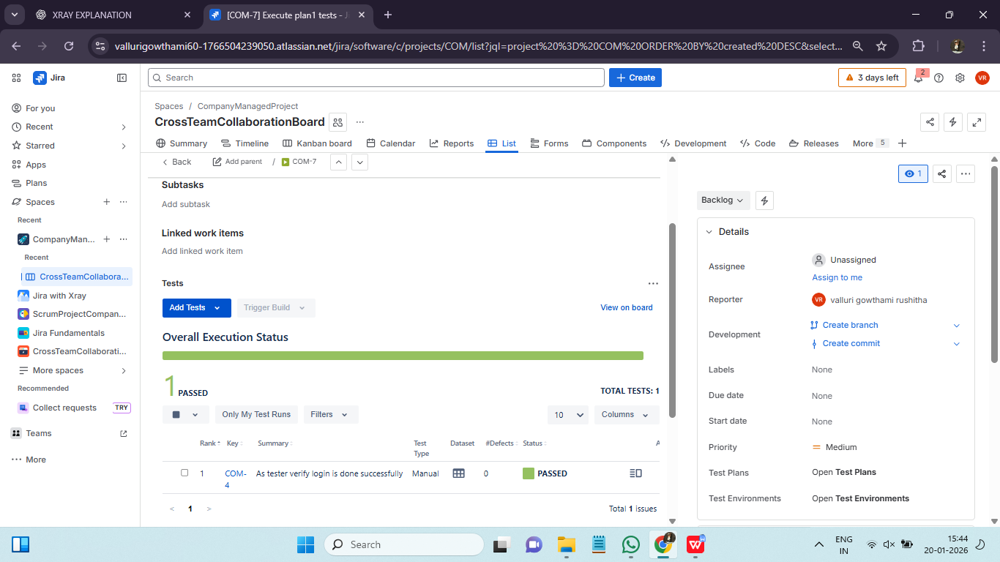 XRAY EXPLANATION
[COM-7] Execute plan1 tests - J
vallurigowthami60-1766504239050.atlassian.net/jira/software/c/projects/COM/list?jql=project%20%3D%20COM%20ORDER%20BY%20created%20DESC&selec...
Jira
Search
Create
3 days left
2
VR
For you
Recent
Starred
Apps
Plans
Spaces
Recent
CompanyMan...
Recent
CrossTeamCollabora...
Jira with Xray
ScrumProjectCompan...
Jira Fundamentals
CrossTeamCollaborati...
More spaces
Recommended
Collect requests
TRY
Teams
More
Spaces / CompanyManagedProject
CrossTeamCollaborationBoard
Summary Timeline Kanban board Calendar Reports List Forms Components Development Code Releases More 5
Back Add parent / COM-7
Subtasks
Add subtask
Linked work items
Add linked work item
Tests
Add Tests Trigger Build View on board
Overall Execution Status
1 PASSED TOTAL TESTS: 1
Only My Test Runs Filters 10 Columns
Rank Key Summary Test Type Dataset #Defects Status A
1 COM-4 As tester verify login is done successfully Manual 0 PASSED
< 1 > Total 1 issues
1
Backlog
Details
Assignee Unassigned
Assign to me
Reporter VR valluri gowthami rushitha
Development Create branch
Create commit
Labels None
Due date None
Start date None
Priority Medium
Test Plans Open Test Plans
Test Environments Open Test Environments
Search
ENG
IN
15:44
20-01-2026